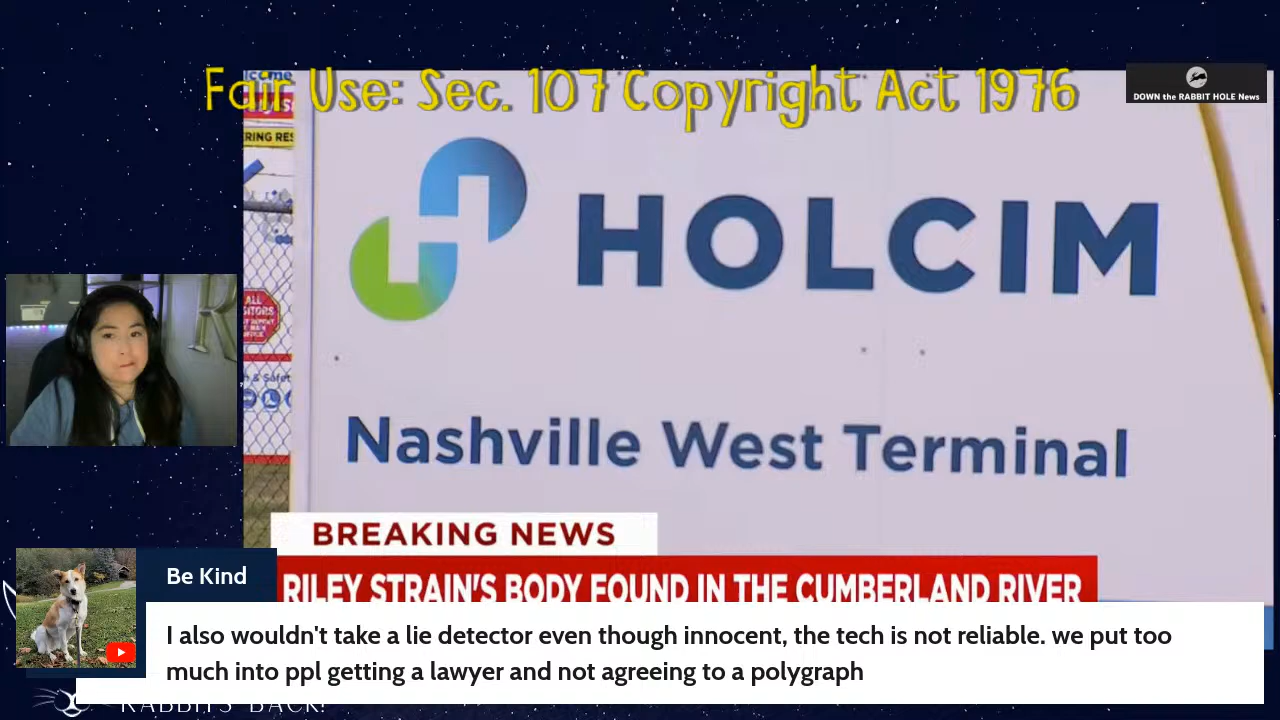 Fair Use: Sec. 107 Copyright Act 1976
DOWN the RABBIT HOLE News
HOLCIM
Nashville West Terminal
BREAKING NEWS
RILEY STRAIN'S BODY FOUND IN THE CUMBERLAND RIVER
Be Kind
I also wouldn't take a lie detector even though innocent, the tech is not reliable. we put too
much into ppl getting a lawyer and not agreeing to a polygraph
RABBITS BACK!